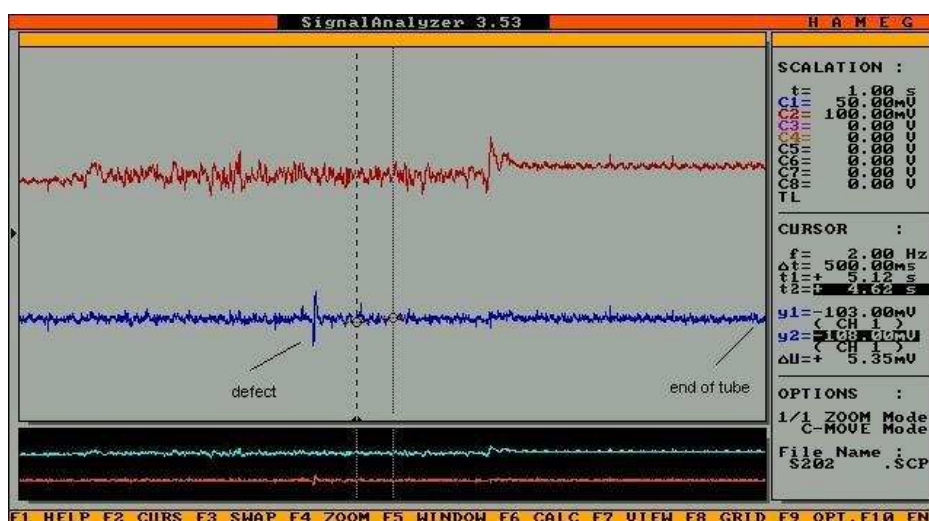 SignalAnalyzer 3.53
H A M E G
SCALATION :
t= 1.00 s
C1= 50.00mV
C2= 100.00mV
C3= 0.00 V
C4= 0.00 V
C5= 0.00 V
C6= 0.00 V
C7= 0.00 V
C8= 0.00 V
TL
CURSOR :
f= 2.00 Hz
Δt= 500.00ms
t1=+ 5.12 s
t2=+ 4.62 s
y1=-103.00mV
( CH 1 )
y2=-108.00mV
( CH 1 )
ΔU=+ 5.35mV
OPTIONS :
1/1 ZOOM Mode
C-MOVE Mode
File Name :
S202 .SCP
defect
end of tube
F1 HELP F2 CURS F3 SWAP F4 ZOOM F5 WINDOW F6 CALC F7 VIEW F8 GRID F9 OPT.F10 EN